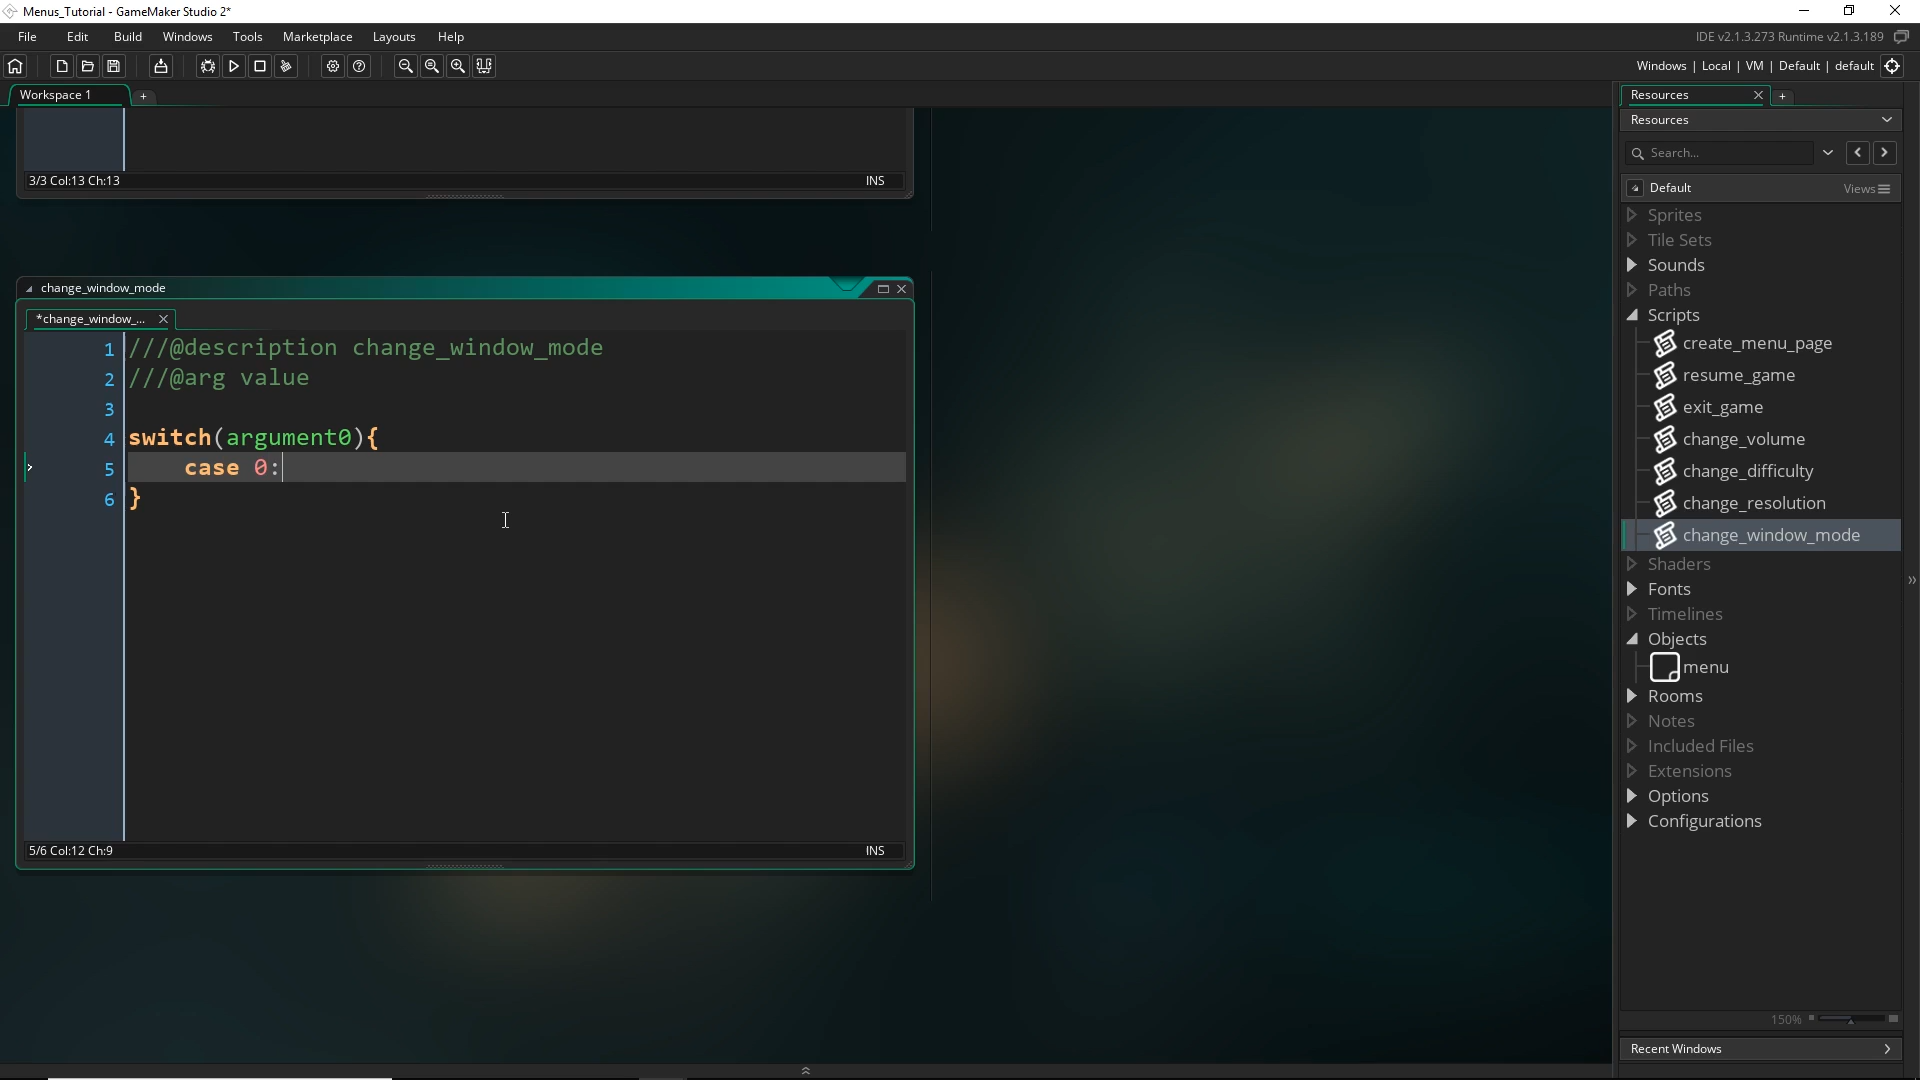 Menus_Tutorial - GameMaker Studio 2*
File Edit Build Windows Tools Marketplace Layouts Help
IDE v2.1.3.273 Runtime v2.1.3.189
Windows | Local | VM | Default | default
Workspace 1
+
3/3 Col:13 Ch:13
INS
change_window_mode
*change_window_...
1 ///@description change_window_mode
2 ///@arg value
3
4 switch(argument0){
5 case 0:
6 }
5/6 Col:12 Ch:9
INS
Resources
+
Resources
Search...
Default
Views
Sprites
Tile Sets
Sounds
Paths
Scripts
create_menu_page
resume_game
exit_game
change_volume
change_difficulty
change_resolution
change_window_mode
Shaders
Fonts
Timelines
Objects
menu
Rooms
Notes
Included Files
Extensions
Options
Configurations
150%
Recent Windows